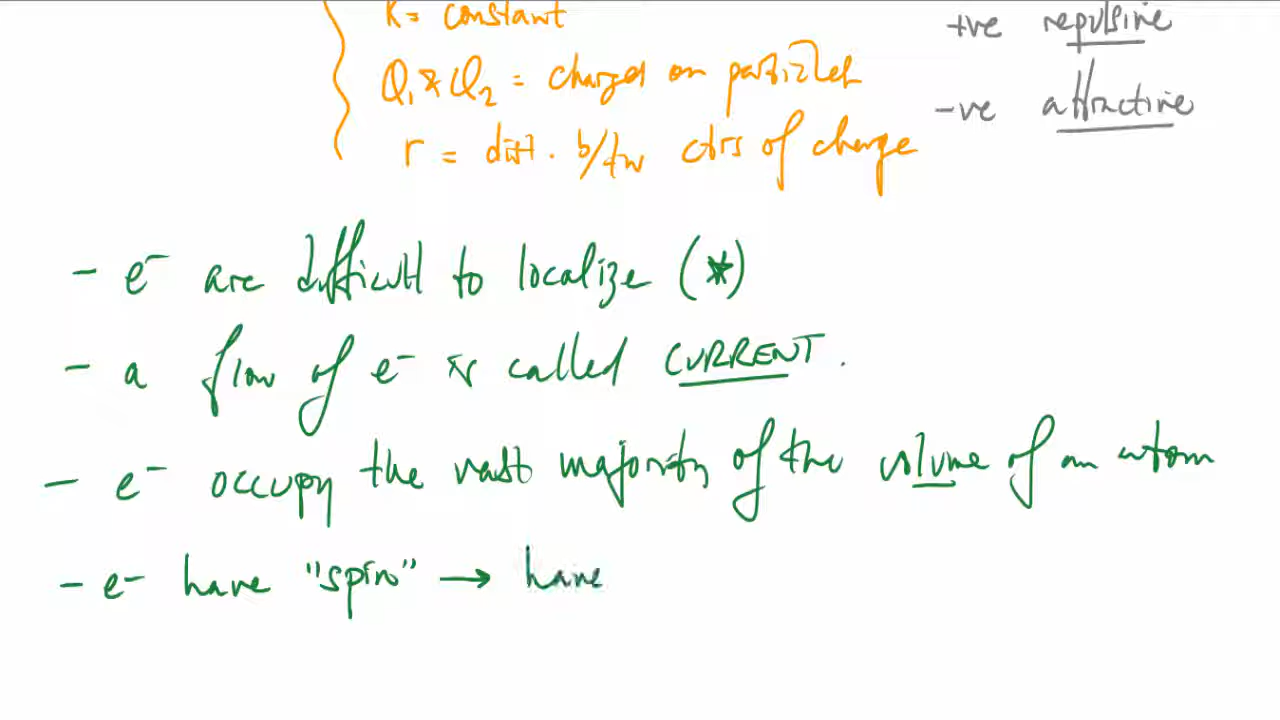 K = constant
+ve repulsive
Q₁ & Q₂ = charges on particles
-ve attractive
r = dist. b/tw ctrs of charge
- e⁻ are difficult to localize (*)
- a flow of e⁻ is called CURRENT.
- e⁻ occupy the vast majority of the volume of an atom
- e⁻ have "spin" → have